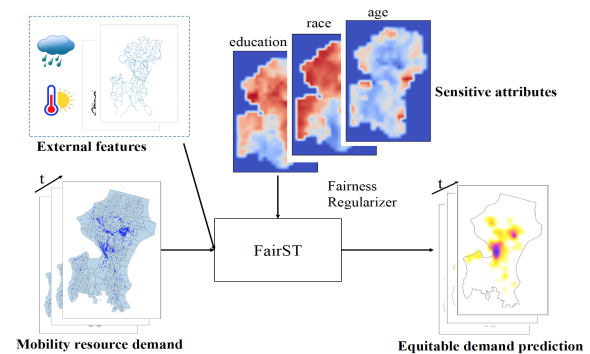 age
race
education
Sensitive attributes
External features
Fairness
Regularizer
t
t
FairST
Mobility resource demand
Equitable demand prediction